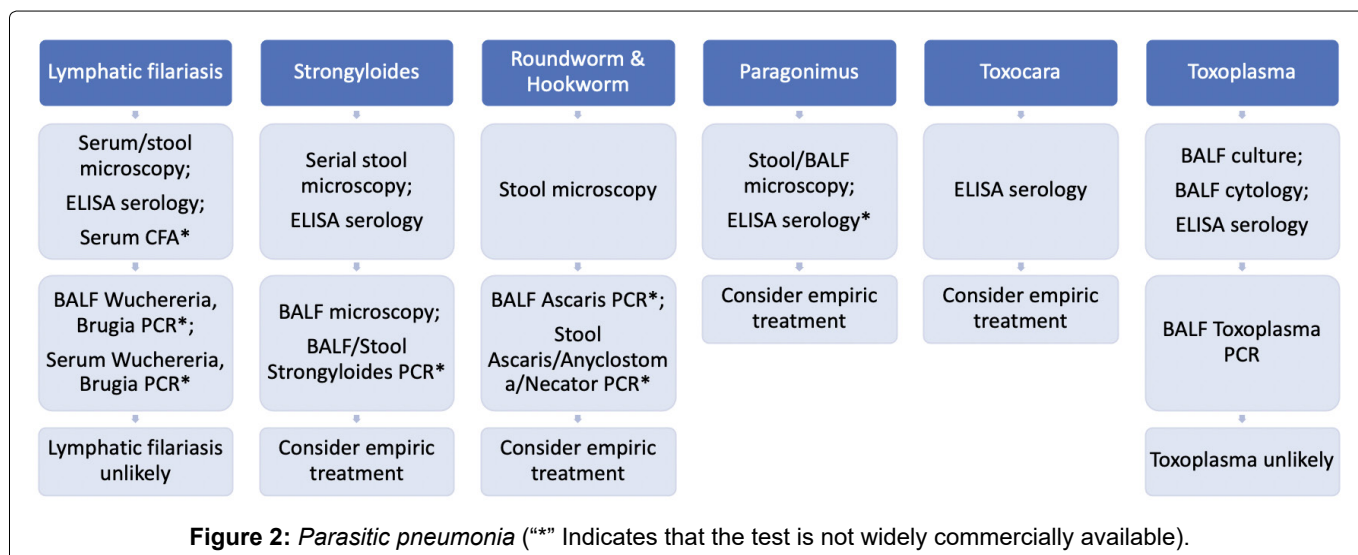 Lymphatic filariasis
Serum/stool
microscopy;
ELISA serology;
Serum CFA*
BALF Wuchereria,
Brugia PCR*;
Serum Wuchereria,
Brugia PCR*
Lymphatic filariasis
unlikely
Strongyloides
Serial stool
microscopy;
ELISA serology
BALF microscopy;
BALF/Stool
Strongyloides PCR*
Consider empiric
treatment
Roundworm &
Hookworm
Stool microscopy
BALF Ascaris PCR*;
Stool
Ascaris/Anyclostom
a/Necator PCR*
Consider empiric
treatment
Paragonimus
Stool/BALF
microscopy;
ELISA serology*
Consider empiric
treatment
Toxocara
ELISA serology
Consider empiric
treatment
Toxoplasma
BALF culture;
BALF cytology;
ELISA serology
BALF Toxoplasma
PCR
Toxoplasma unlikely
Figure 2: Parasitic pneumonia (“*” Indicates that the test is not widely commercially available).